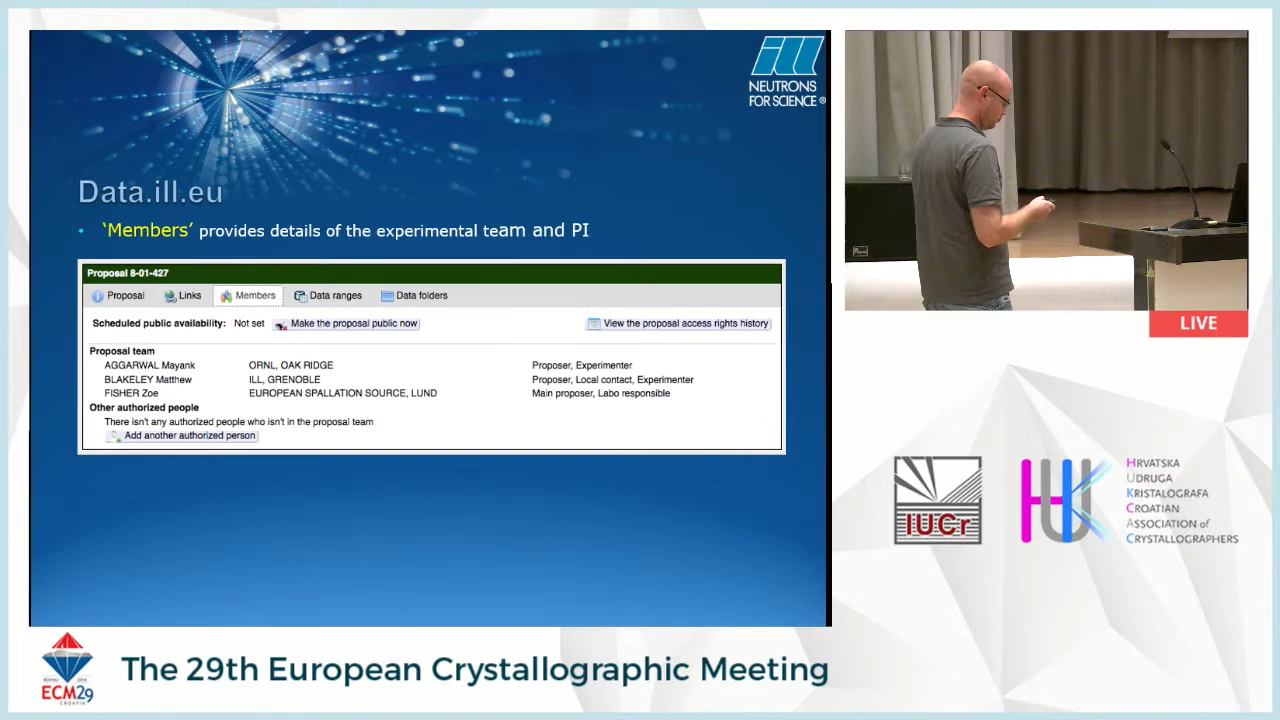 ill
NEUTRONS
FOR SCIENCE ®
Data.ill.eu
• ‘Members’ provides details of the experimental team and PI
Proposal 8-01-427
Proposal Links Members Data ranges Data folders
Scheduled public availability: Not set Make the proposal public now View the proposal access rights history
Proposal team
AGGARWAL Mayank ORNL, OAK RIDGE Proposer, Experimenter
BLAKELEY Matthew ILL, GRENOBLE Proposer, Local contact, Experimenter
FISHER Zoe EUROPEAN SPALLATION SOURCE, LUND Main proposer, Labo responsible
Other authorized people
There isn't any authorized people who isn't in the proposal team
Add another authorized person
LIVE
IUCr
HUK
HRVATSKA
UDRUGA
KRISTALOGRAFA
CROATIAN
ASSOCIATION of
CRYSTALLOGRAPHERS
ECM29
CROATIA
The 29th European Crystallographic Meeting